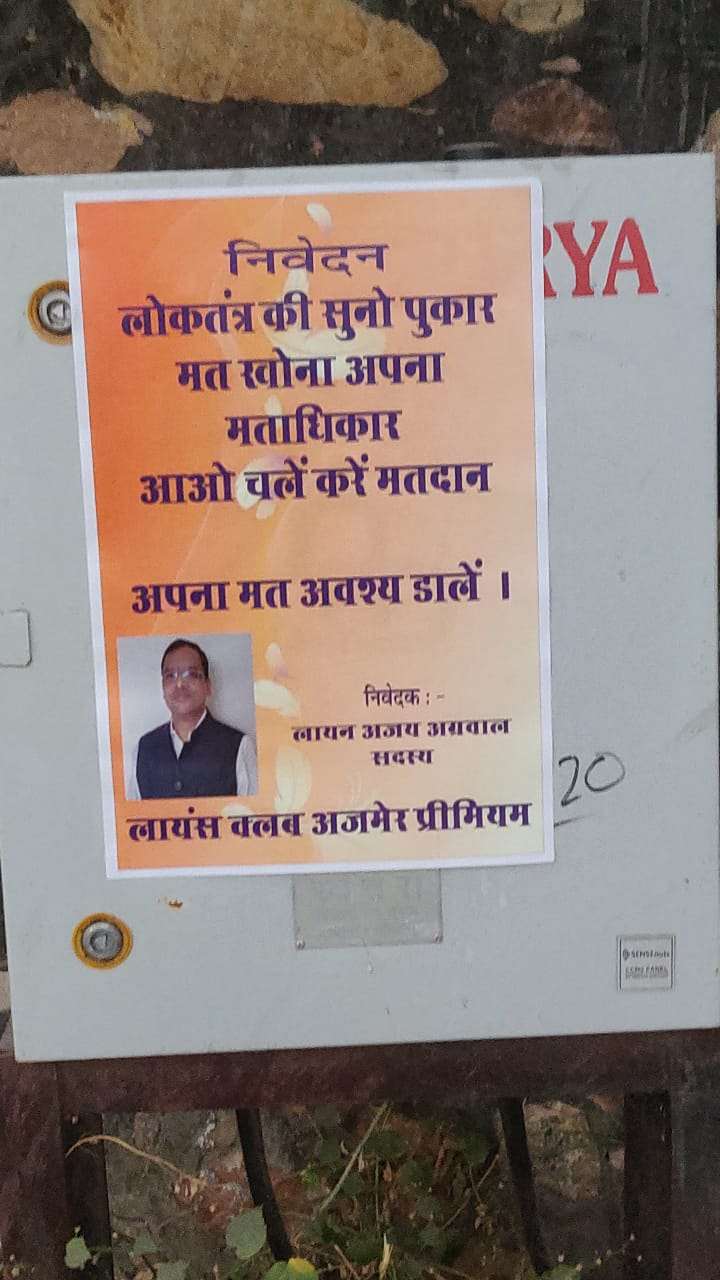 निवेदन
लोकतंत्र की सुनो पुकार
मत खोना अपना
मताधिकार
आओ चलें करें मतदान
अपना मत अवश्य डालें ।
निवेदक : -
लायन अजय अग्रवाल
सदस्य
लायंस क्लब अजमेर प्रीमियम
RYA
20